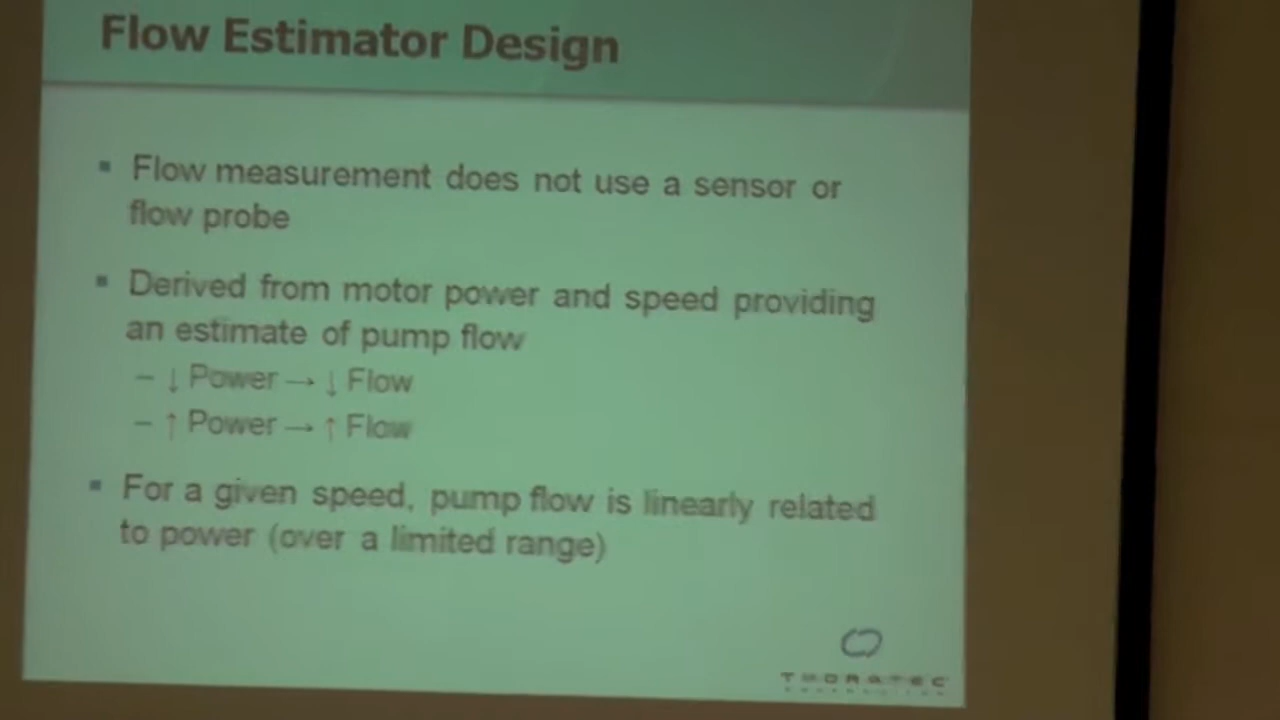 Flow Estimator Design
▪ Flow measurement does not use a sensor or
flow probe
▪ Derived from motor power and speed providing
an estimate of pump flow
– ↓ Power → ↓ Flow
– ↑ Power → ↑ Flow
▪ For a given speed, pump flow is linearly related
to power (over a limited range)
THORATEC